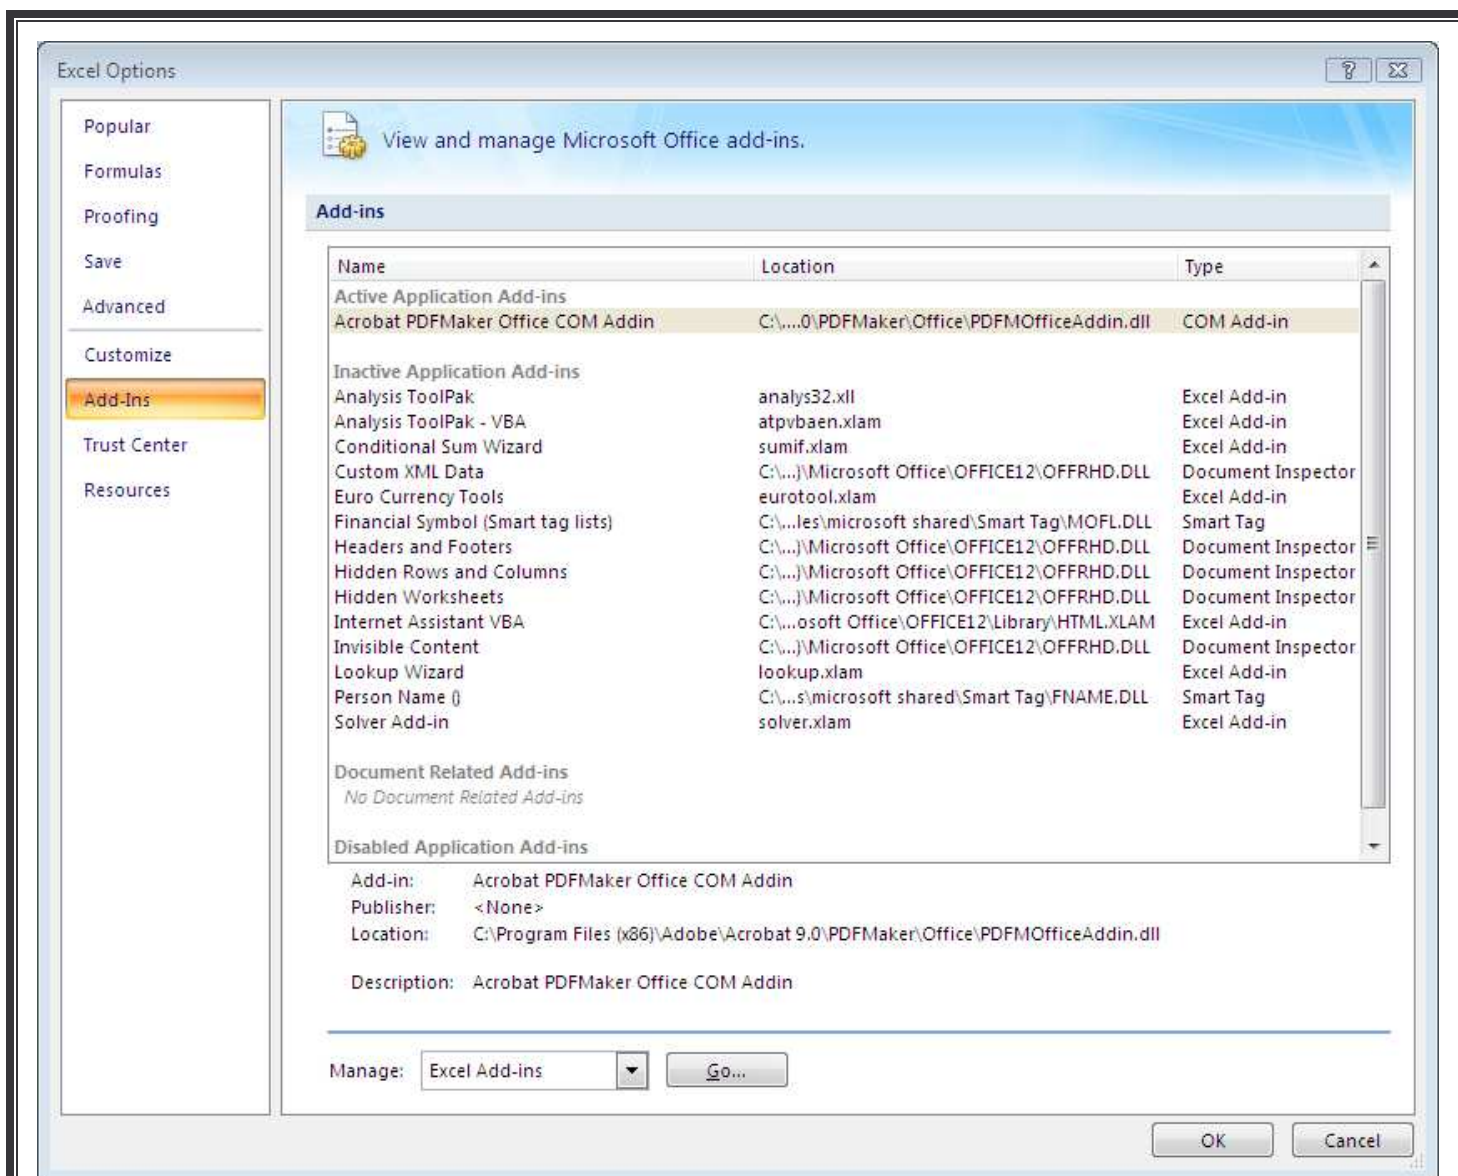 Excel Options
Popular
Formulas
Proofing
Save
Advanced
Customize
Add-Ins
Trust Center
Resources
View and manage Microsoft Office add-ins.
Add-ins
Name Location Type
Active Application Add-ins
Acrobat PDFMaker Office COM Addin C:\....0\PDFMaker\Office\PDFMOfficeAddin.dll COM Add-in
Inactive Application Add-ins
Analysis ToolPak analys32.xll Excel Add-in
Analysis ToolPak - VBA atpvbaen.xlam Excel Add-in
Conditional Sum Wizard sumif.xlam Excel Add-in
Custom XML Data C:\...)\Microsoft Office\OFFICE12\OFFRHD.DLL Document Inspector
Euro Currency Tools eurotool.xlam Excel Add-in
Financial Symbol (Smart tag lists) C:\...les\microsoft shared\Smart Tag\MOFL.DLL Smart Tag
Headers and Footers C:\...)\Microsoft Office\OFFICE12\OFFRHD.DLL Document Inspector
Hidden Rows and Columns C:\...)\Microsoft Office\OFFICE12\OFFRHD.DLL Document Inspector
Hidden Worksheets C:\...)\Microsoft Office\OFFICE12\OFFRHD.DLL Document Inspector
Internet Assistant VBA C:\...osoft Office\OFFICE12\Library\HTML.XLAM Excel Add-in
Invisible Content C:\...)\Microsoft Office\OFFICE12\OFFRHD.DLL Document Inspector
Lookup Wizard lookup.xlam Excel Add-in
Person Name () C:\...s\microsoft shared\Smart Tag\FNAME.DLL Smart Tag
Solver Add-in solver.xlam Excel Add-in
Document Related Add-ins
No Document Related Add-ins
Disabled Application Add-ins
Add-in: Acrobat PDFMaker Office COM Addin
Publisher: <None>
Location: C:\Program Files (x86)\Adobe\Acrobat 9.0\PDFMaker\Office\PDFMOfficeAddin.dll
Description: Acrobat PDFMaker Office COM Addin
Manage: Excel Add-ins Go...
OK Cancel